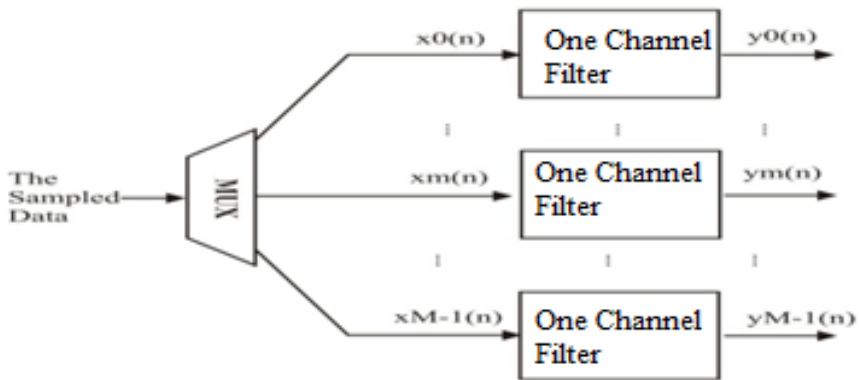 x0(n)
One Channel
Filter
y0(n)
The
Sampled
Data
MUX
xm(n)
One Channel
Filter
ym(n)
xM-1(n)
One Channel
Filter
yM-1(n)